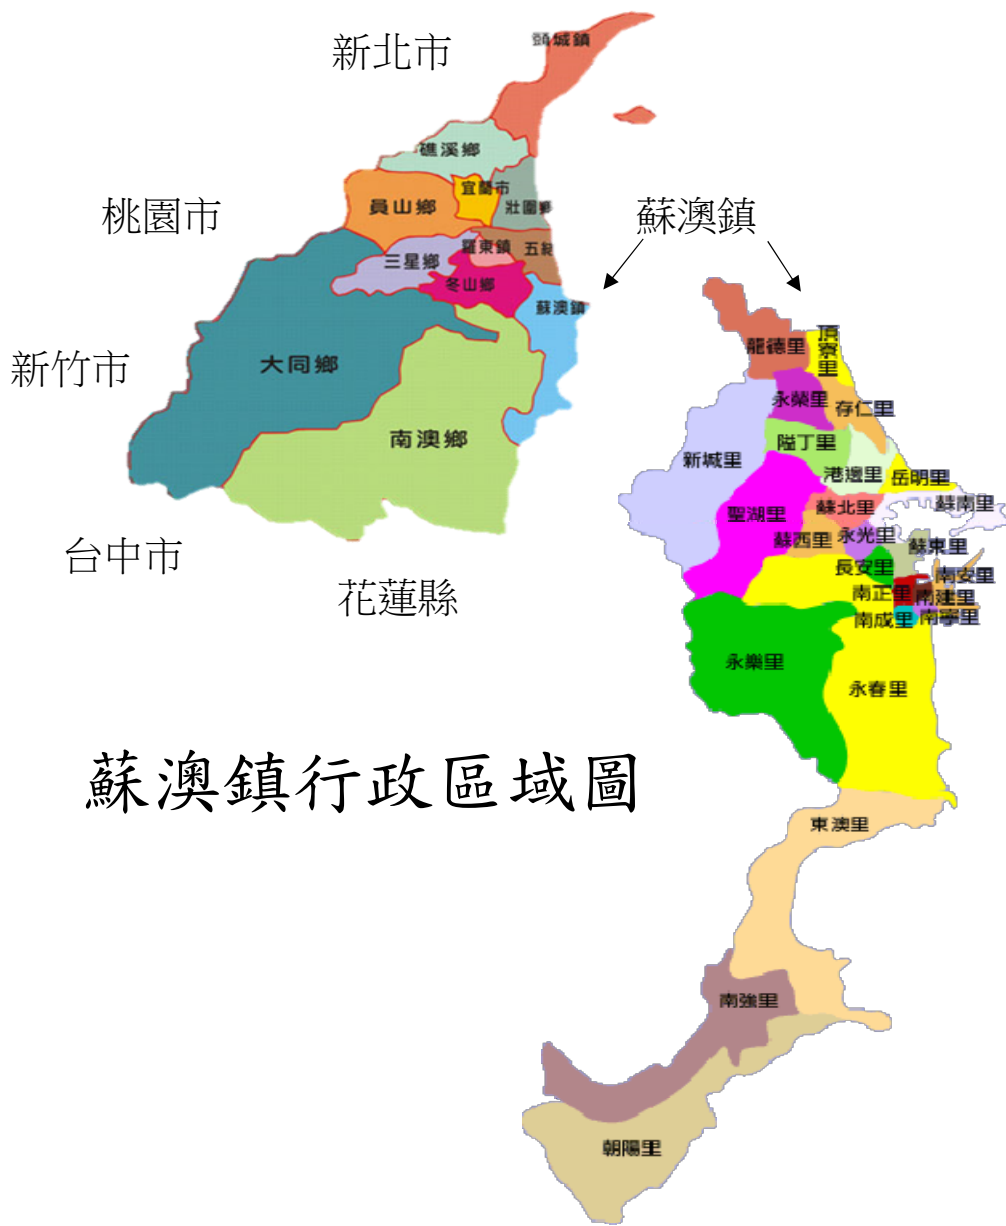 新北市
頭城鎮
礁溪鄉
宜蘭市
員山鄉
壯圍鄉
桃園市
蘇澳鎮
羅東鎮
五結
三星鄉
冬山鄉
蘇澳鎮
大同鄉
新竹市
南澳鄉
台中市
花蓮縣
龍德里
頂寮里
永榮里
存仁里
隘丁里
新城里
港邊里
岳明里
蘇南里
蘇北里
聖湖里
永光里
蘇西里
蘇東里
長安里
南安里
南正里
南建里
南成里
南寧里
永樂里
永春里
蘇澳鎮行政區域圖
東澳里
南強里
朝陽里